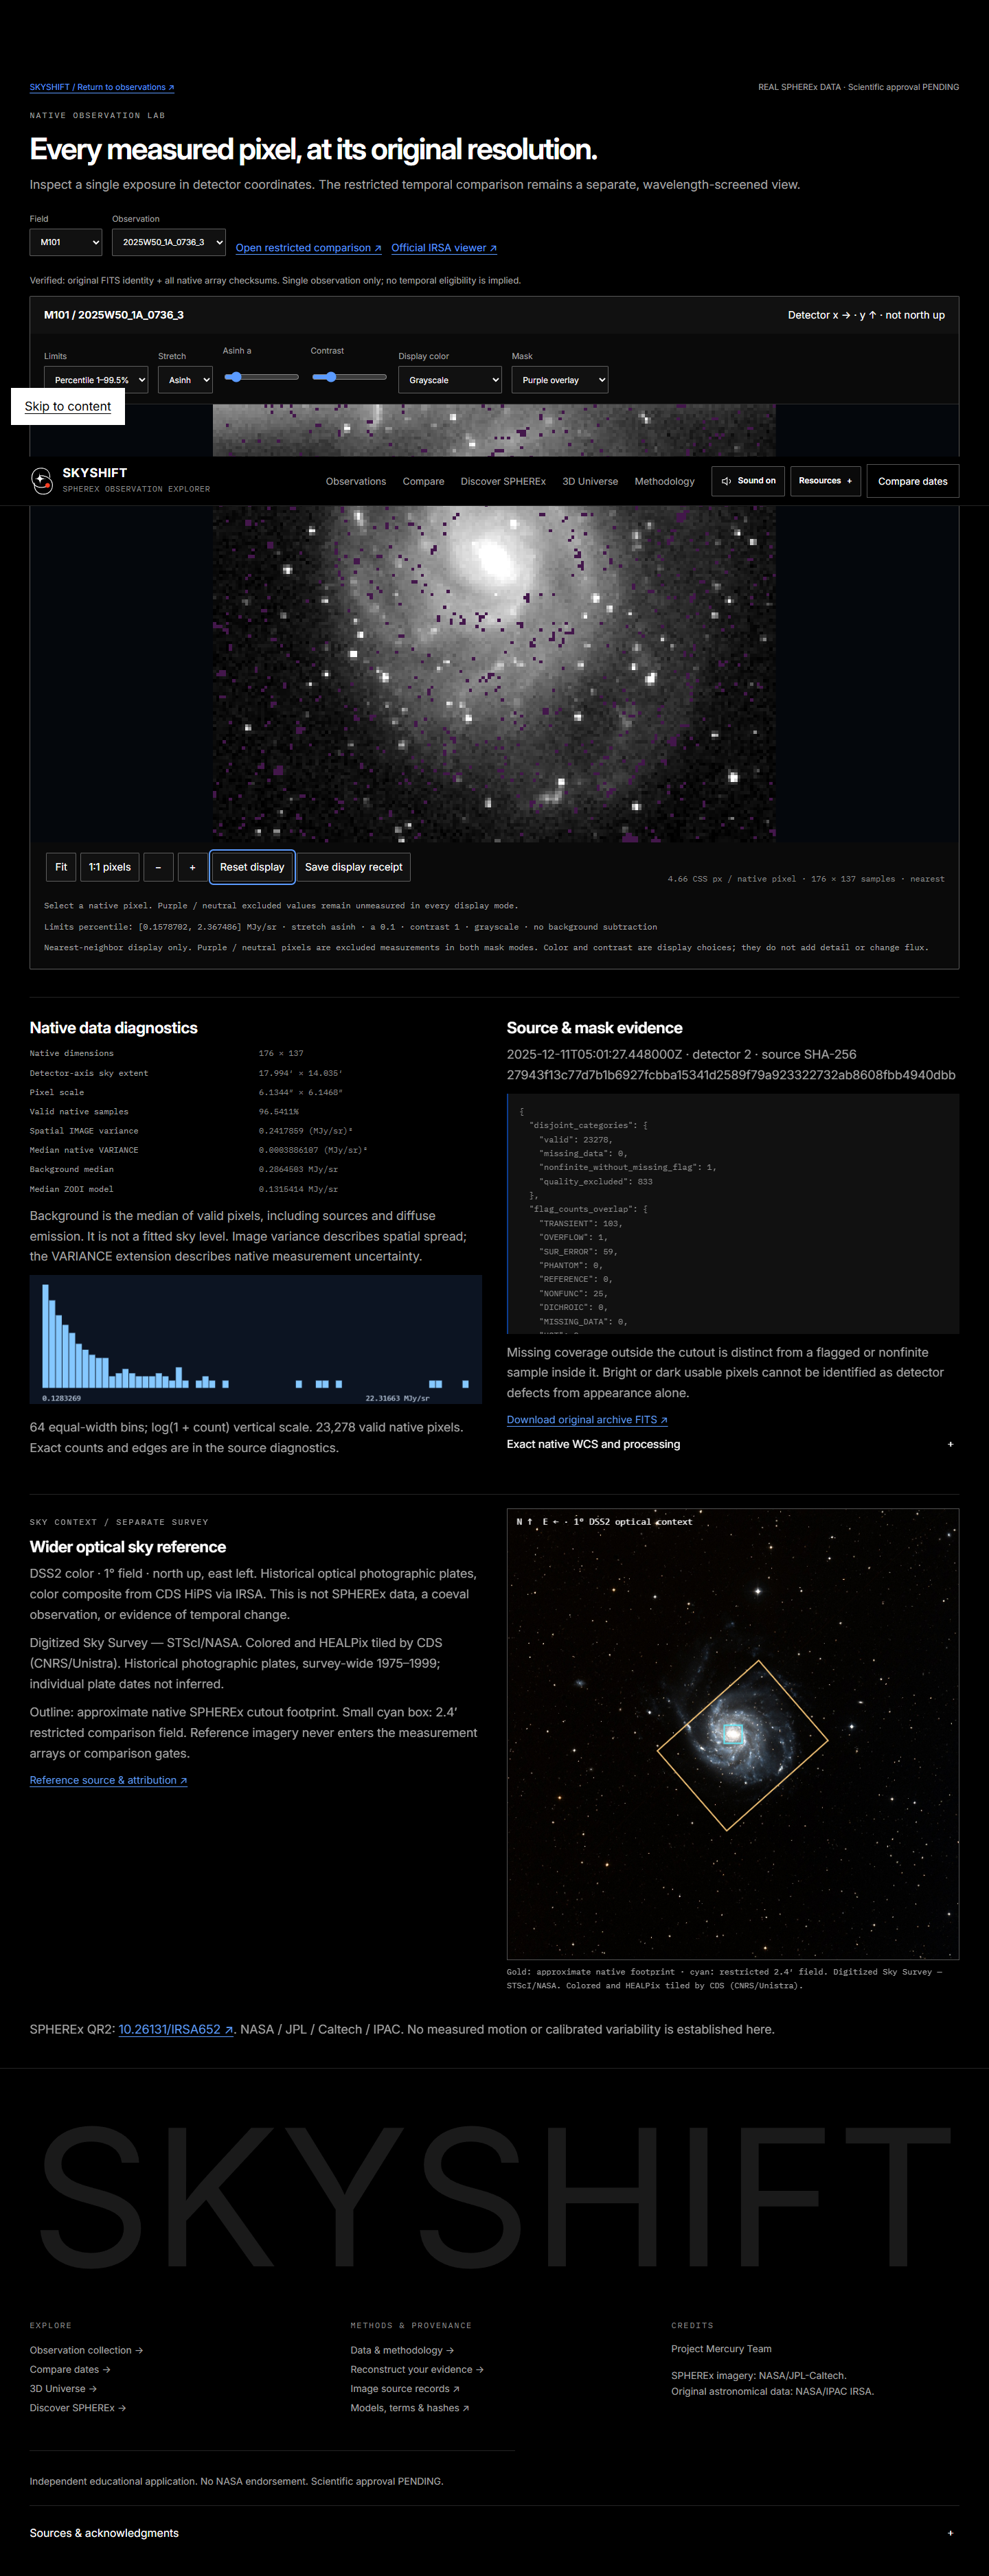 SKYSHIFT / Return to observations ↗
REAL SPHEREx DATA · Scientific approval PENDING
NATIVE OBSERVATION LAB
Every measured pixel, at its original resolution.
Inspect a single exposure in detector coordinates. The restricted temporal comparison remains a separate, wavelength-screened view.
Field
Observation
M101
2025W50_1A_0736_3
Open restricted comparison ↗
Official IRSA viewer ↗
Verified: original FITS identity + all native array checksums. Single observation only; no temporal eligibility is implied.
M101 / 2025W50_1A_0736_3
Detector x → · y ↑ · not north up
Limits
Stretch
Asinh a
Contrast
Display color
Mask
Percentile 1–99.5%
Asinh
Grayscale
Purple overlay
Skip to content
SKYSHIFT
SPHEREX OBSERVATION EXPLORER
Observations
Compare
Discover SPHEREx
3D Universe
Methodology
Sound on
Resources +
Compare dates
Fit
1:1 pixels
−
+
Reset display
Save display receipt
4.66 CSS px / native pixel · 176 × 137 samples · nearest
Select a native pixel. Purple / neutral excluded values remain unmeasured in every display mode.
Limits percentile: [0.1578702, 2.367486] MJy/sr · stretch asinh · a 0.1 · contrast 1 · grayscale · no background subtraction
Nearest-neighbor display only. Purple / neutral pixels are excluded measurements in both mask modes. Color and contrast are display choices; they do not add detail or change flux.
Native data diagnostics
Native dimensions 176 × 137
Detector-axis sky extent 17.994′ × 14.035′
Pixel scale 6.1344″ × 6.1468″
Valid native samples 96.5411%
Spatial IMAGE variance 0.2417859 (MJy/sr)²
Median native VARIANCE 0.0003886107 (MJy/sr)²
Background median 0.2864503 MJy/sr
Median ZODI model 0.1315414 MJy/sr
Background is the median of valid pixels, including sources and diffuse
emission. It is not a fitted sky level. Image variance describes spatial spread;
the VARIANCE extension describes native measurement uncertainty.
0.1283269
22.31663 MJy/sr
64 equal-width bins; log(1 + count) vertical scale. 23,278 valid native pixels.
Exact counts and edges are in the source diagnostics.
Source & mask evidence
2025-12-11T05:01:27.448000Z · detector 2 · source SHA-256
27943f13c77d7b1b6927fcbba15341d2589f79a923322732ab8608fbb4940dbb
{
"disjoint_categories": {
"valid": 23278,
"missing_data": 0,
"nonfinite_without_missing_flag": 1,
"quality_excluded": 833
},
"flag_counts_overlap": {
"TRANSIENT": 103,
"OVERFLOW": 1,
"SUR_ERROR": 59,
"PHANTOM": 0,
"REFERENCE": 0,
"NONFUNC": 25,
"DICHROIC": 0,
"MISSING_DATA": 0,
Missing coverage outside the cutout is distinct from a flagged or nonfinite
sample inside it. Bright or dark usable pixels cannot be identified as detector
defects from appearance alone.
Download original archive FITS ↗
Exact native WCS and processing +
SKY CONTEXT / SEPARATE SURVEY
Wider optical sky reference
DSS2 color · 1° field · north up, east left. Historical optical photographic plates,
color composite from CDS HiPS via IRSA. This is not SPHEREx data, a coeval
observation, or evidence of temporal change.
Digitized Sky Survey — STScI/NASA. Colored and HEALPix tiled by CDS
(CNRS/Unistra). Historical photographic plates, survey-wide 1975–1999;
individual plate dates not inferred.
Outline: approximate native SPHEREx cutout footprint. Small cyan box: 2.4′
restricted comparison field. Reference imagery never enters the measurement
arrays or comparison gates.
Reference source & attribution ↗
N ↑ E ← · 1° DSS2 optical context
Gold: approximate native footprint · cyan: restricted 2.4′ field. Digitized Sky Survey —
STScI/NASA. Colored and HEALPix tiled by CDS (CNRS/Unistra).
SPHEREx QR2: 10.26131/IRSA652 ↗. NASA / JPL / Caltech / IPAC. No measured motion or calibrated variability is established here.
SKYSHIFT
EXPLORE
Observation collection →
Compare dates →
3D Universe →
Discover SPHEREx →
METHODS & PROVENANCE
Data & methodology →
Reconstruct your evidence →
Image source records ↗
Models, terms & hashes ↗
CREDITS
Project Mercury Team
SPHEREx imagery: NASA/JPL-Caltech.
Original astronomical data: NASA/IPAC IRSA.
Independent educational application. No NASA endorsement. Scientific approval PENDING.
Sources & acknowledgments +